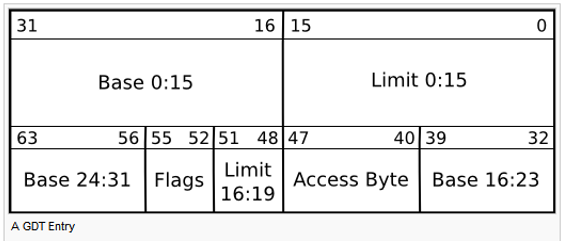 31 16 15 0
Base 0:15 Limit 0:15
63 56 55 52 51 48 47 40 39 32
Base 24:31 Flags Limit 16:19 Access Byte Base 16:23
A GDT Entry